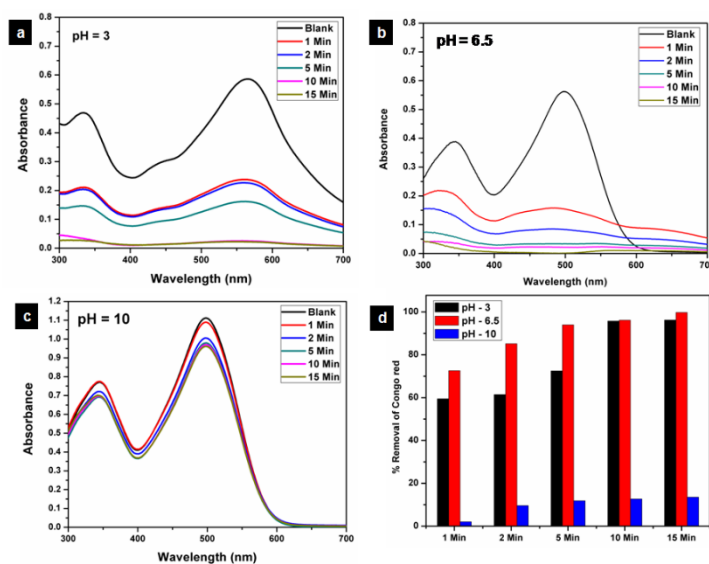 a
pH = 3
Blank
1 Min
2 Min
5 Min
10 Min
15 Min
0.8
0.7
0.6
0.5
0.4
0.3
0.2
0.1
0.0
Absorbance
300 400 500 600 700
Wavelength (nm)
b
pH = 6.5
Blank
1 Min
2 Min
5 Min
10 Min
15 Min
0.8
0.7
0.6
0.5
0.4
0.3
0.2
0.1
0.0
Absorbance
300 400 500 600 700
Wavelength (nm)
c
pH = 10
Blank
1 Min
2 Min
5 Min
10 Min
15 Min
1.2
1.1
1.0
0.9
0.8
0.7
0.6
0.5
0.4
0.3
0.2
0.1
0.0
Absorbance
300 400 500 600 700
Wavelength (nm)
d
pH - 3
pH - 6.5
pH - 10
100
80
60
40
20
0
% Removal of Congo red
1 Min 2 Min 5 Min 10 Min 15 Min